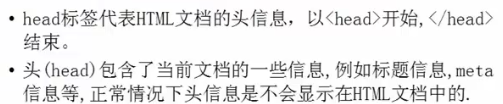 • head标签代表HTML文档的头信息，以<head>开始,</head>
结束。
• 头(head)包含了当前文档的一些信息,例如标题信息,meta
信息等,正常情况下头信息是不会显示在HTML文档中的.